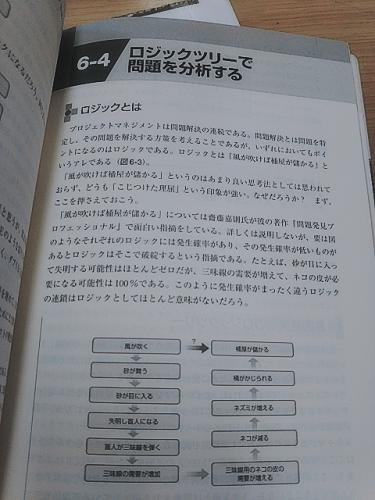 6-4
ロジックツリーで
問題を分析する
ロジックとは
プロジェクトマネジメントは問題解決の連続である。問題解決とは問題を特
定し、その問題を解決する方策を考えることであるが、いずれにおいてもポイ
ントになるのはロジックである。ロジックとは「風が吹けば桶屋が儲かる」と
いうアレである（図6-3）。
「風が吹けば桶屋が儲かる」というのはあまり良い思考法としては思われて
おらず、どうも「こじつけた理屈」という印象が強い。なぜだろうか？ まず、
ここを押さえておこう。
「風が吹けば桶屋が儲かる」については齋藤嘉則氏が彼の著作『問題発見プ
ロフェッショナル』で面白い指摘をしている。詳しくは説明しないが、要は図
のようなそれぞれのロジックには発生確率があり、その発生確率が低いものが
あるとロジックはそこで破綻するという指摘である。たとえば、砂が目に入っ
て失明する可能性はほとんどゼロだが、三味線の需要が増えて、ネコの皮が必
要になる可能性は100％である。このように発生確率がまったく違うロジック
の連鎖はロジックとしてほとんど意味がないだろう。
風が吹く
?
桶屋が儲かる
砂が舞う
桶がかじられる
砂が目に入る
ネズミが増える
失明し盲人になる
ネコが減る
盲人が三味線を弾く
三味線の需要が増加
三味線用のネコの皮の
需要が増える